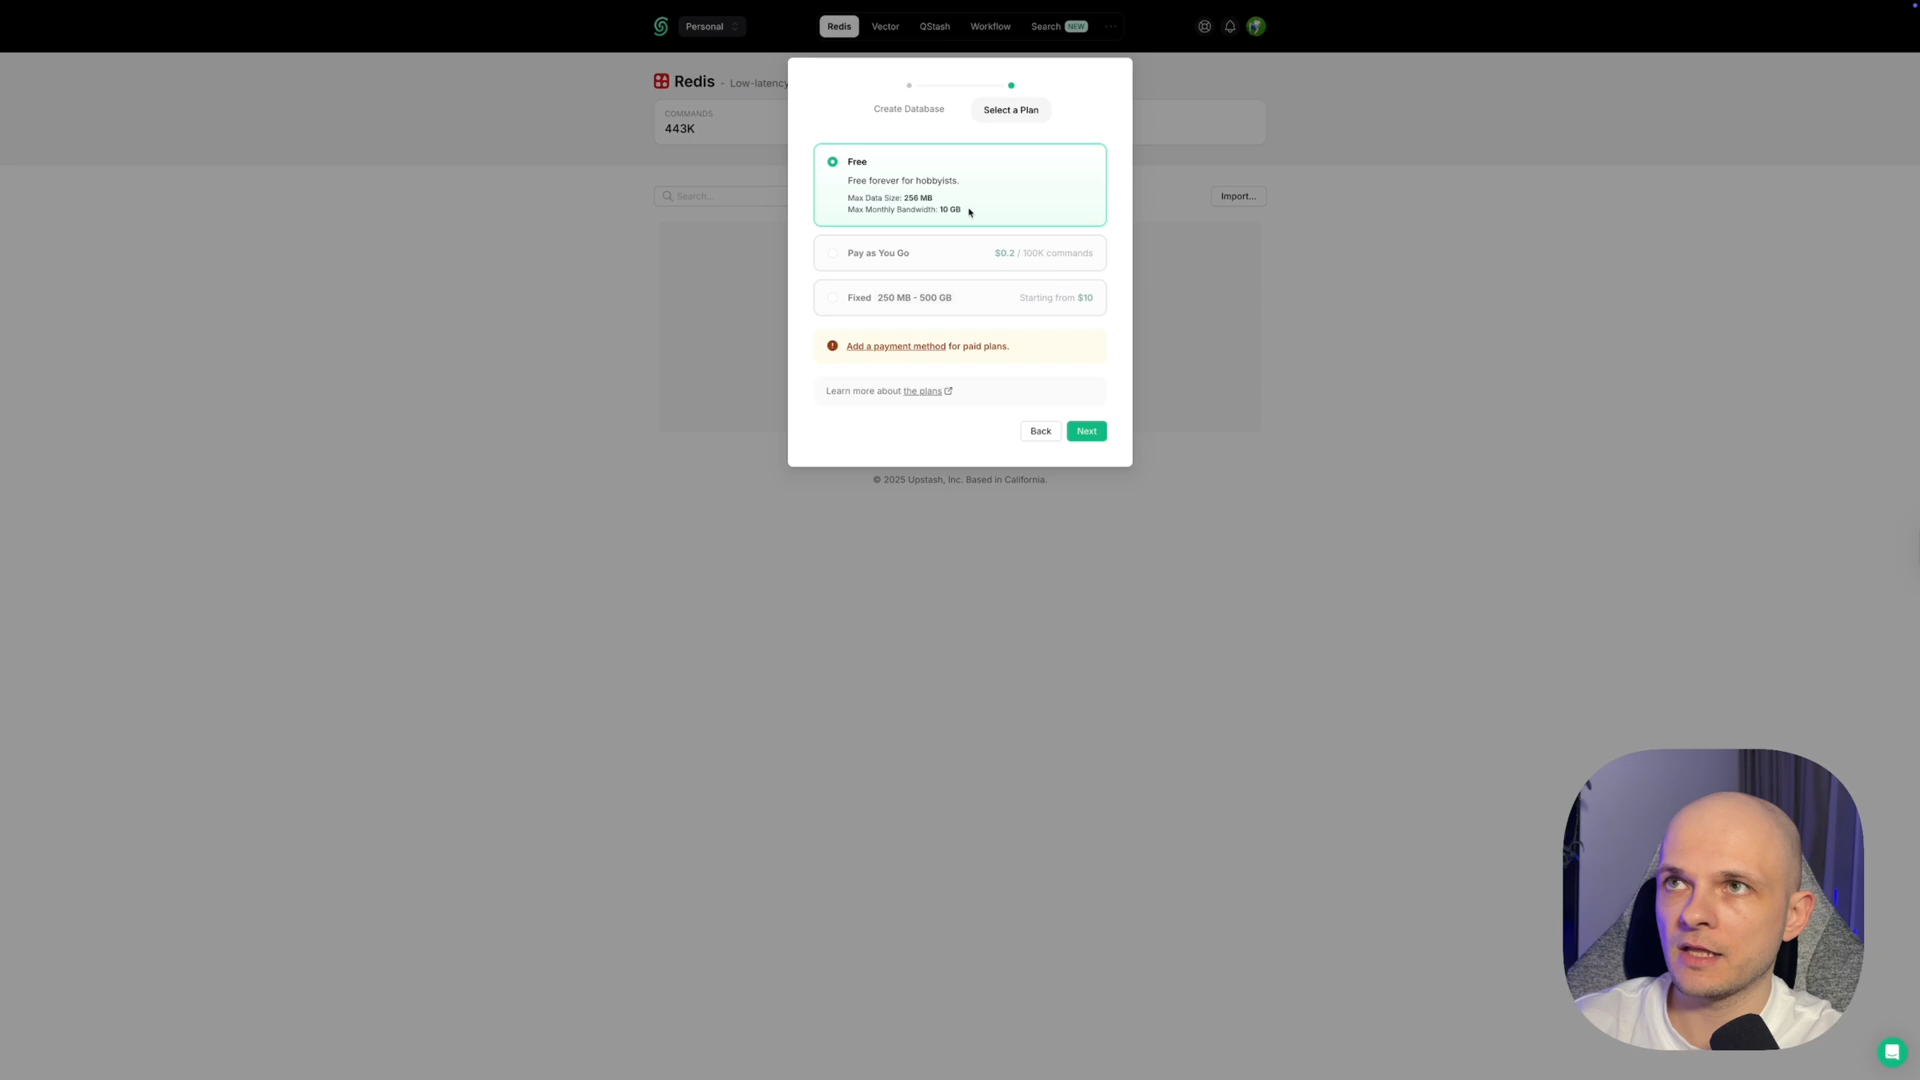 Personal
Redis
Vector
QStash
Workflow
Search NEW
Redis - Low-latency
COMMANDS
443K
Search...
Import...
Create Database
Select a Plan
Free
Free forever for hobbyists.
Max Data Size: 256 MB
Max Monthly Bandwidth: 10 GB
Pay as You Go $0.2 / 100K commands
Fixed 250 MB - 500 GB Starting from $10
Add a payment method for paid plans.
Learn more about the plans
Back
Next
© 2025 Upstash, Inc. Based in California.